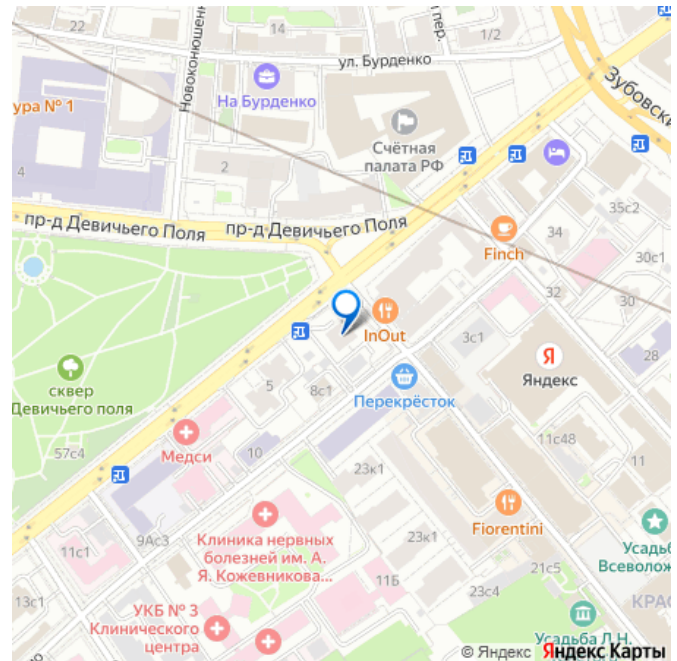 22
14
й пер.
1/2
ул. Бурденко
Новоконюшен
На Бурденко
Зубовски
ура № 1
Счётная
палата РФ
4
2
пр-д Девичьего Поля
пр-д Девичьего Поля
35с2
34
Finch
30с1
32
30
InOut
3с1
28
Я
Яндекс
сквер
Девичьего поля
5
8с1
Перекрёсток
57с4
Медси
10
11с48
11
23к1
Fiorentini
9Ас3
Клиника нервных
болезней им. А.
Я. Кожевникова...
11с1
23к1
Усадьб
Всеволож
11Б
21с5
13с1
23с4
КРАС
УКБ № 3
Клинического
центра
Усадьба Л.Н.
© Яндекс Яндекс Карты